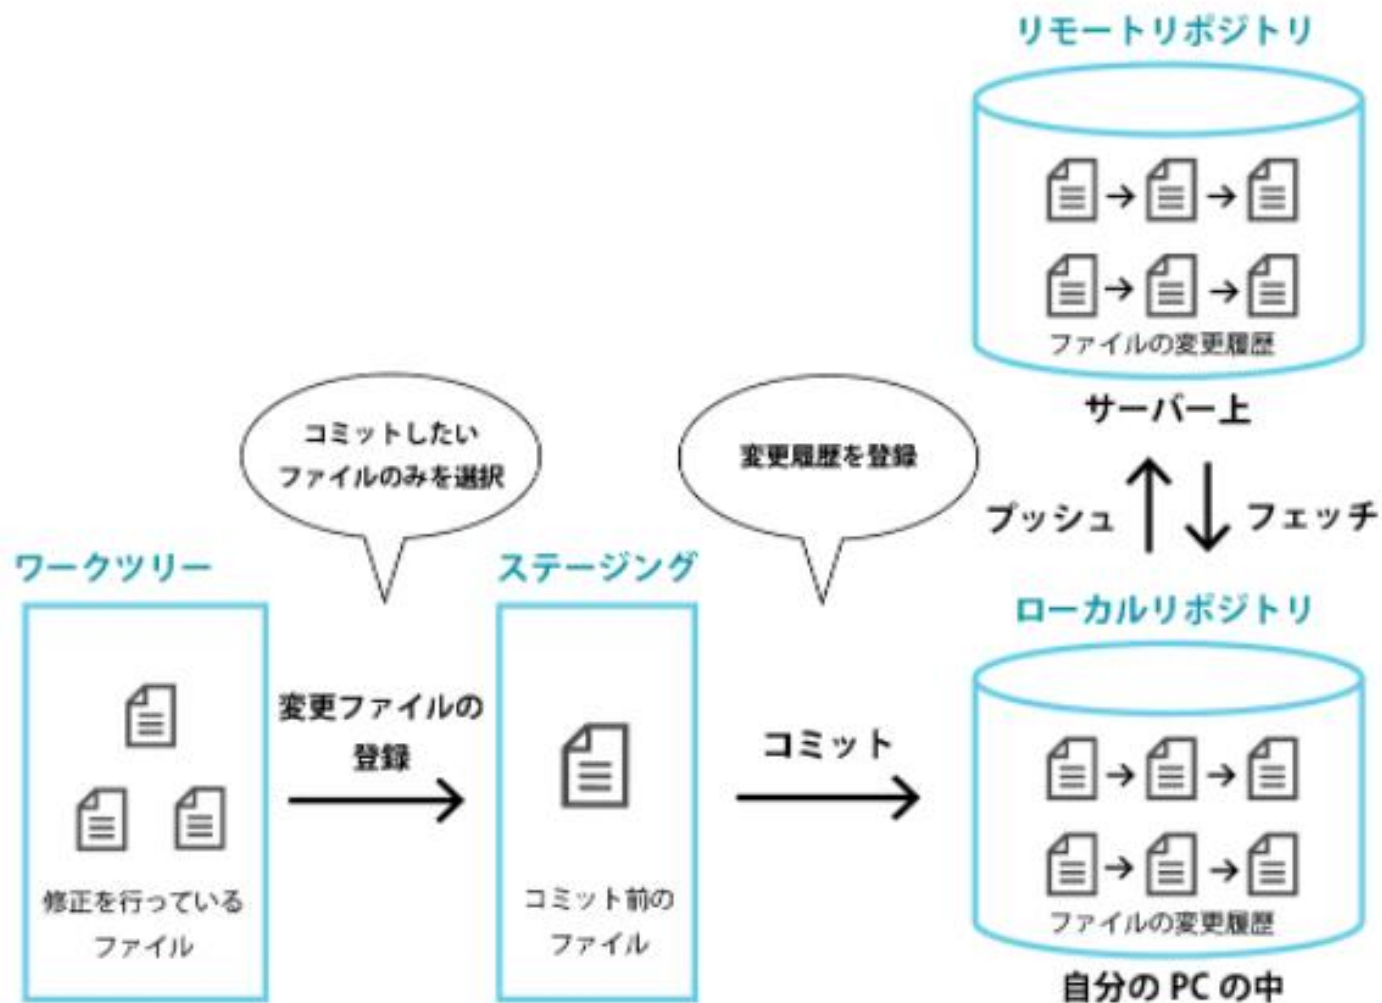 リモートリポジトリ
ファイルの変更履歴
サーバー上
コミットしたい
ファイルのみを選択
変更履歴を登録
プッシュ
フェッチ
ワークツリー
ステージング
ローカルリポジトリ
変更ファイルの
登録
コミット
修正を行っている
ファイル
コミット前の
ファイル
ファイルの変更履歴
自分の PC の中